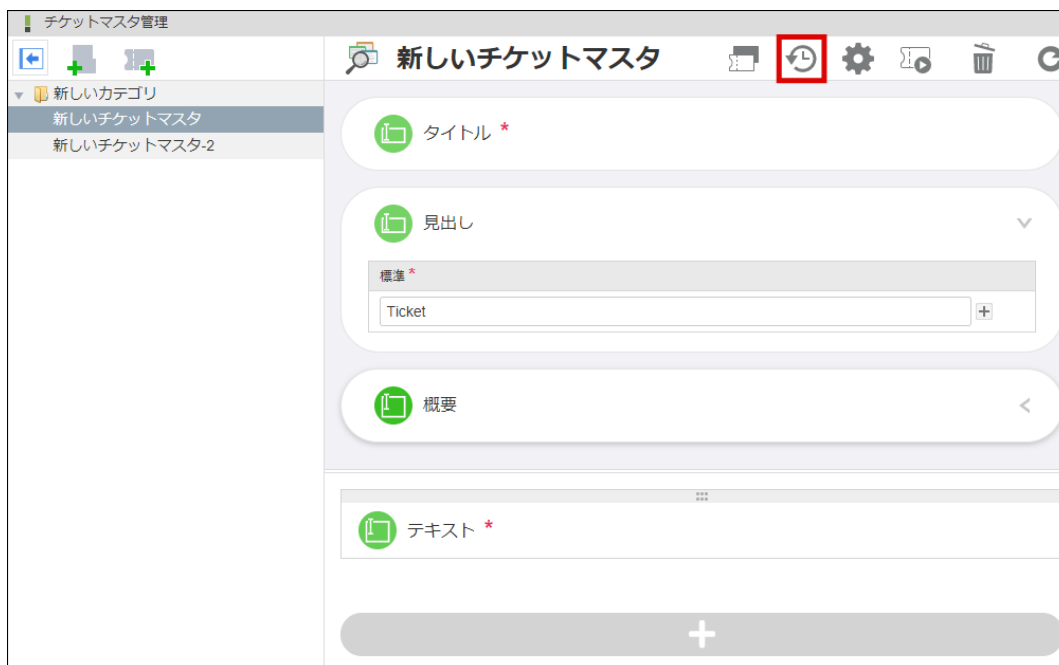 チケットマスタ管理
新しいチケットマスタ
新しいカテゴリ
新しいチケットマスタ
新しいチケットマスタ-2
タイトル *
見出し
標準 *
Ticket
概要
テキスト *